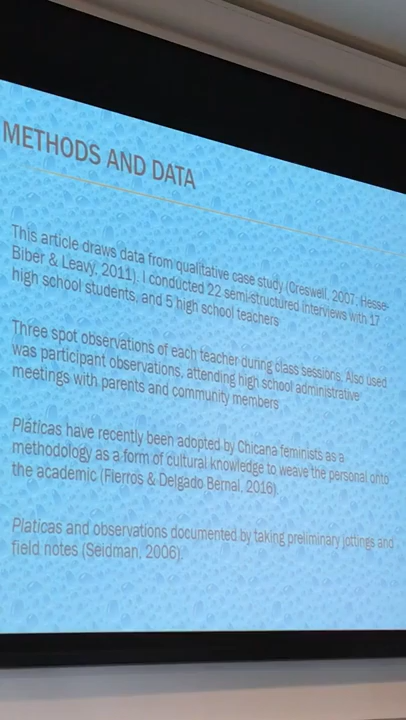 METHODS AND DATA
This article draws data from qualitative case study (Creswell, 2007; Hesse-
Biber & Leavy, 2011). I conducted 22 semi-structured interviews with 17
high school students, and 5 high school teachers
Three spot observations of each teacher during class sessions. Also used
was participant observations, attending high school administrative
meetings with parents and community members
Pláticas have recently been adopted by Chicana feminists as a
methodology as a form of cultural knowledge to weave the personal onto
the academic (Fierros & Delgado Bernal, 2016).
Platicas and observations documented by taking preliminary jottings and
field notes (Seidman, 2006).